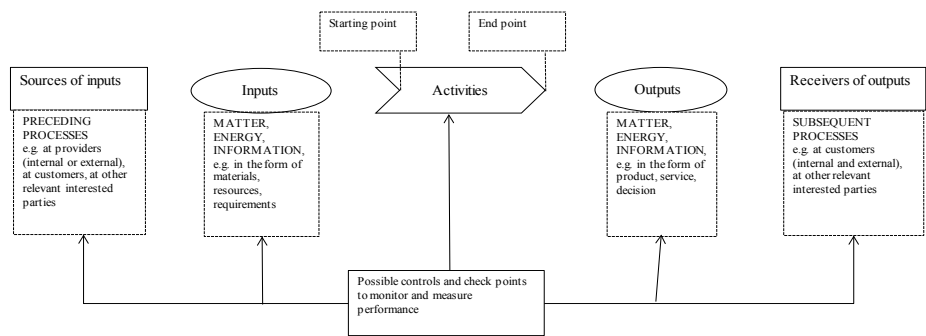 Starting point
End point
Sources of inputs
Inputs
Activities
Outputs
Receivers of outputs
PRECEDING
PROCESSES
e.g. at providers
(internal or external),
at customers, at other
relevant interested
parties
MATTER,
ENERGY,
INFORMATION,
e.g. in the form of
materials,
resources,
requirements
MATTER,
ENERGY,
INFORMATION,
e.g. in the form of
product, service,
decision
SUBSEQUENT
PROCESSES
e.g. at customers
(internal and external),
at other relevant
interested parties
Possible controls and check points
to monitor and measure
performance